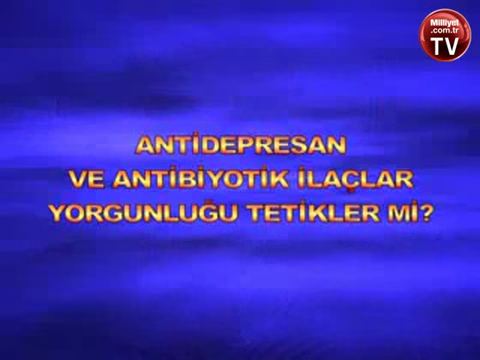 Milliyet
.com.tr
TV
ANTİDEPRESAN
VE ANTİBİYOTİK İLAÇLAR
YORGUNLUĞU TETİKLER Mİ?